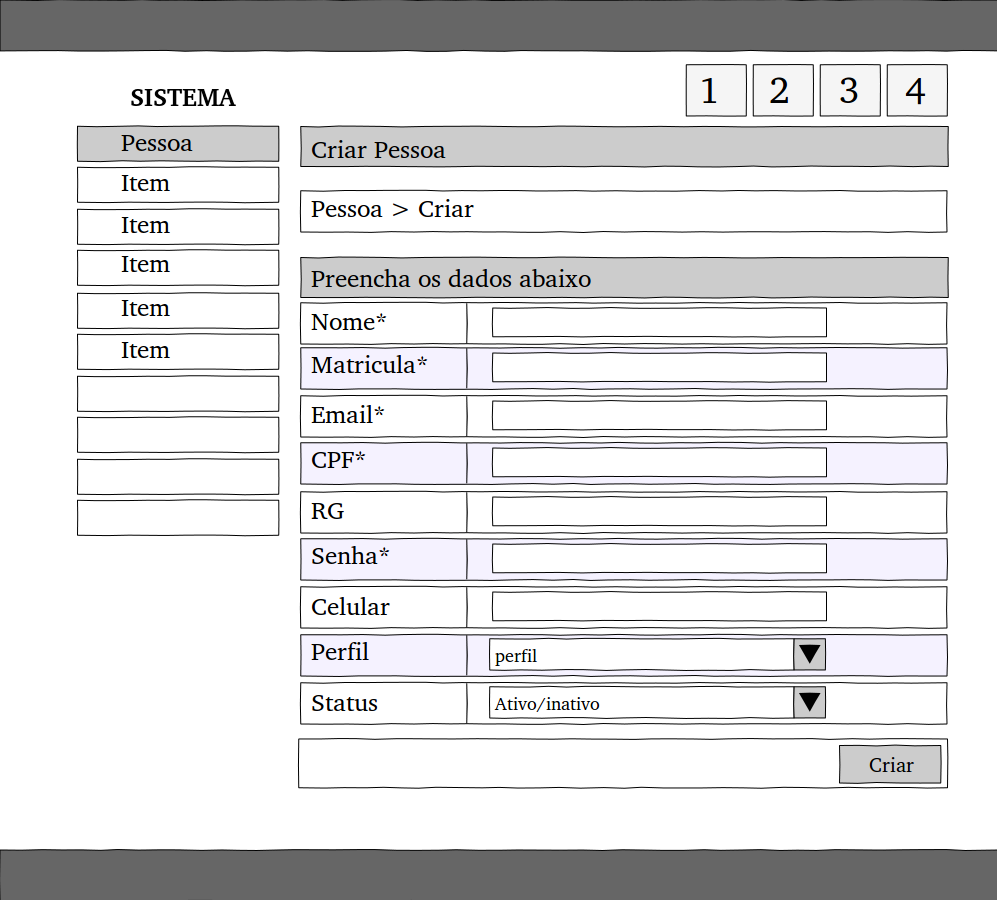 SISTEMA
1 2 3 4
Pessoa
Item
Item
Item
Item
Item
Criar Pessoa
Pessoa > Criar
Preencha os dados abaixo
Nome*
Matricula*
Email*
CPF*
RG
Senha*
Celular
Perfil perfil
Status Ativo/inativo
Criar